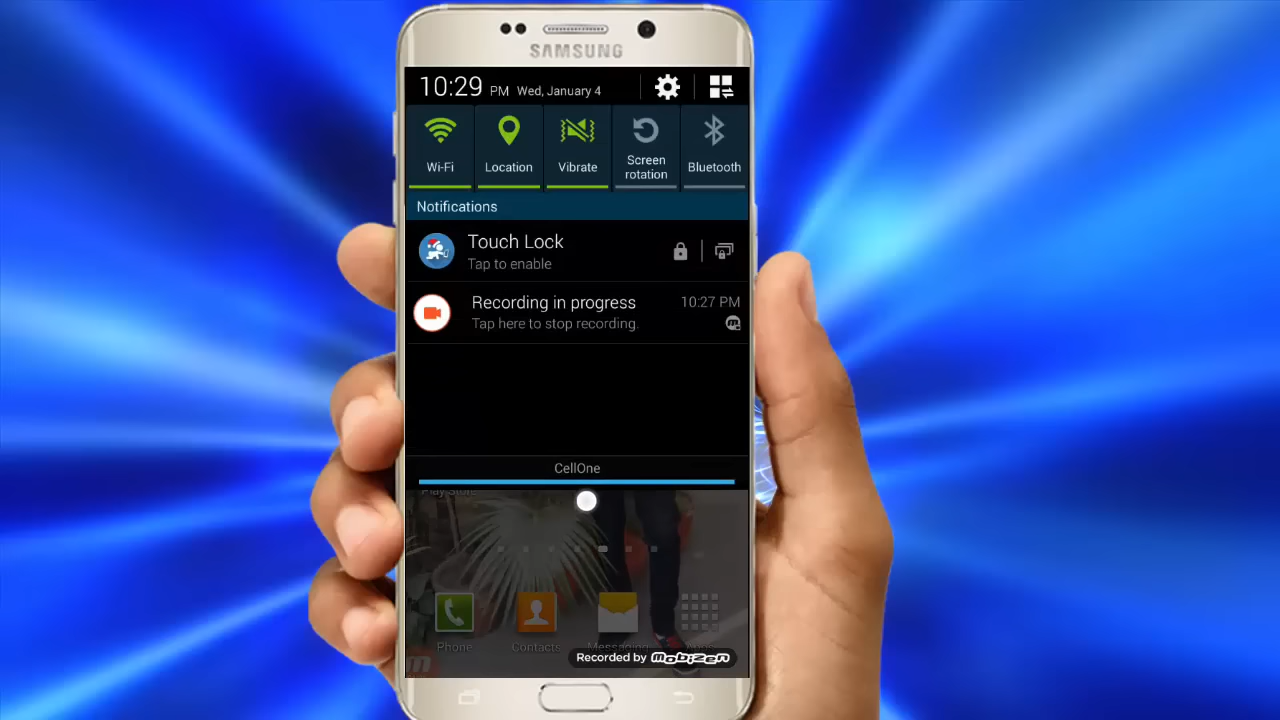 SAMSUNG
10:29 PM Wed, January 4
Wi-Fi
Location
Vibrate
Screen
rotation
Bluetooth
Notifications
Touch Lock
Tap to enable
Recording in progress
10:27 PM
Tap here to stop recording.
CellOne
Play Store
Phone
Contacts
Messaging
Apps
Recorded by mobizen